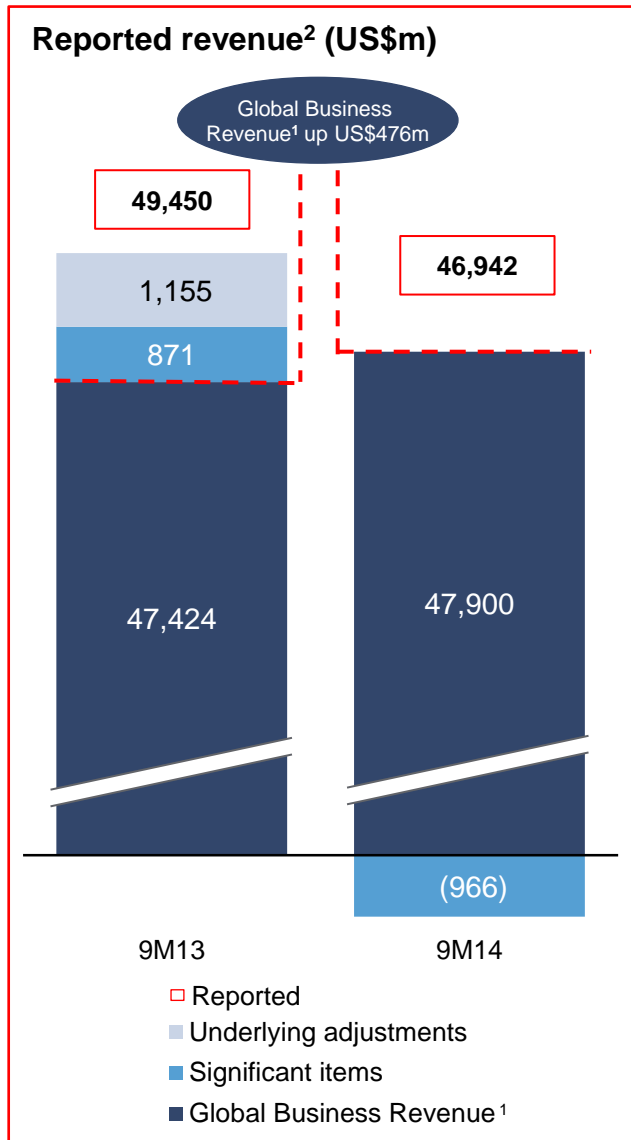 Reported revenue² (US$m)
Global Business
Revenue¹ up US$476m
49,450
46,942
1,155
871
47,424
47,900
(966)
9M13
9M14
Reported
Underlying adjustments
Significant items
Global Business Revenue¹